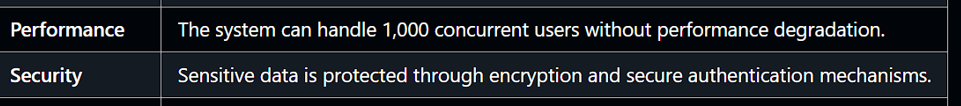 Performance The system can handle 1,000 concurrent users without performance degradation.
Security Sensitive data is protected through encryption and secure authentication mechanisms.